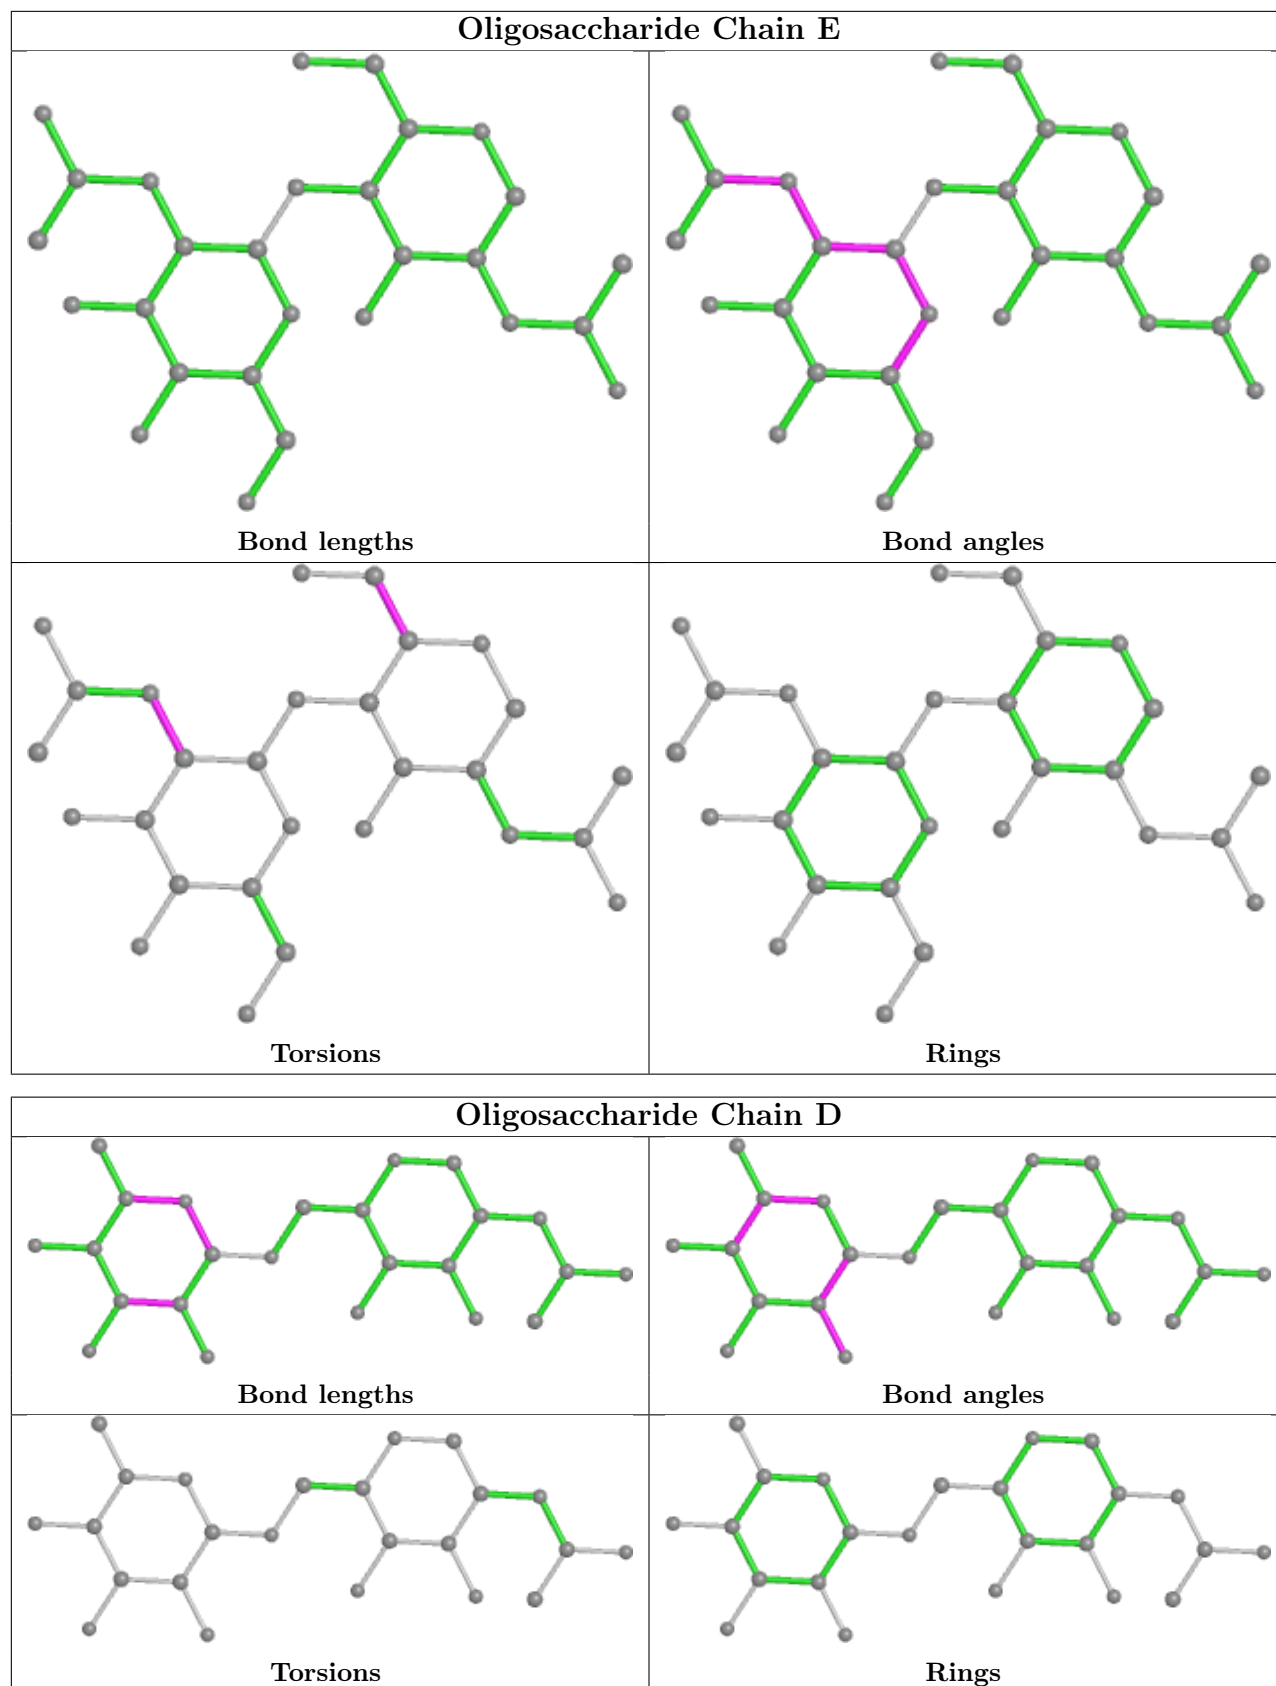 Oligosaccharide Chain E
Bond lengths
Bond angles
Torsions
Rings
Oligosaccharide Chain D
Bond lengths
Bond angles
Torsions
Rings